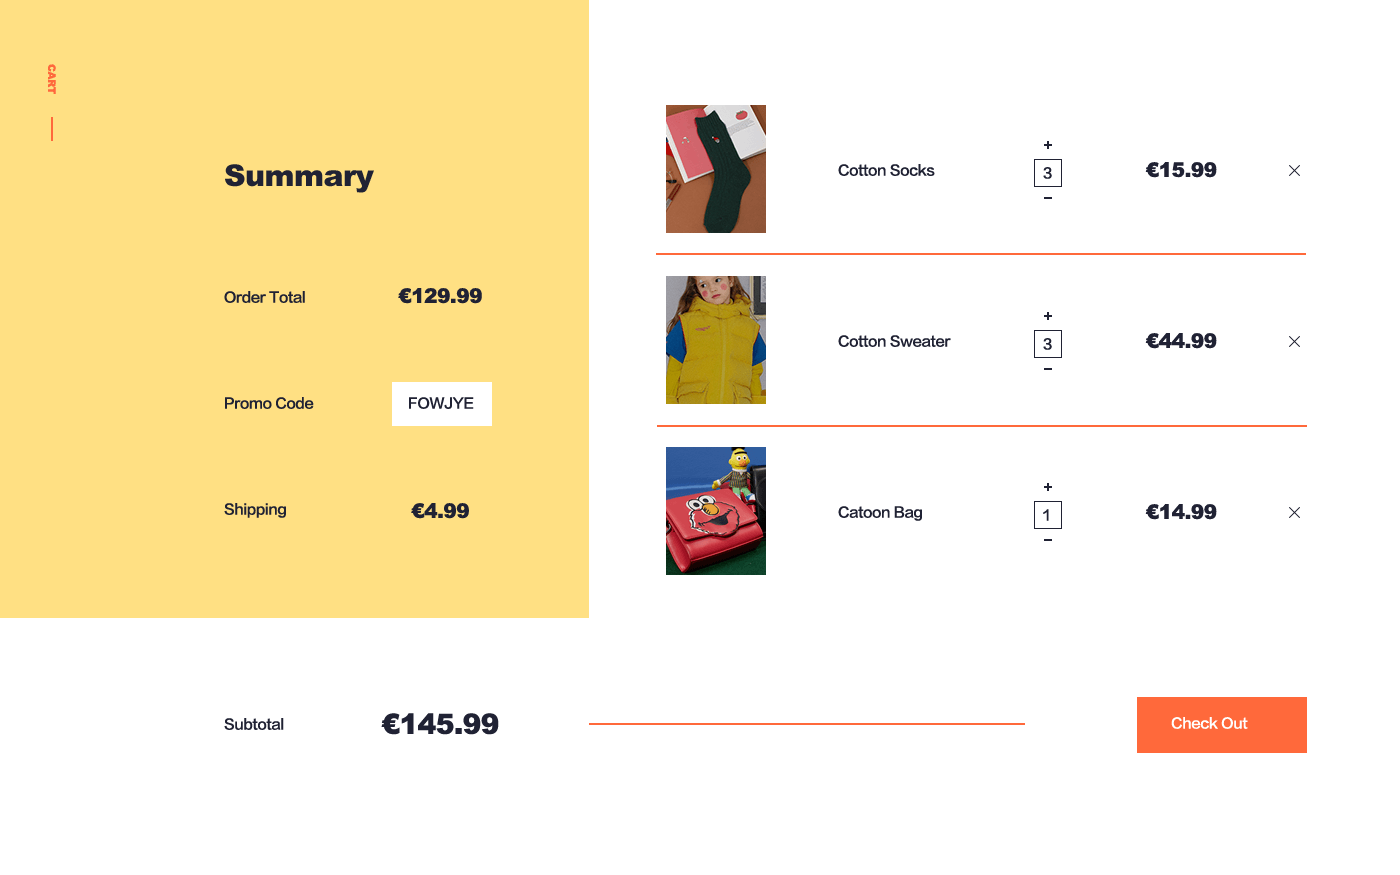 CART
Summary
Order Total €129.99
Promo Code FOWJYE
Shipping €4.99
Cotton Socks + 3 − €15.99 ×
Cotton Sweater + 3 − €44.99 ×
Catoon Bag + 1 − €14.99 ×
Subtotal €145.99
Check Out